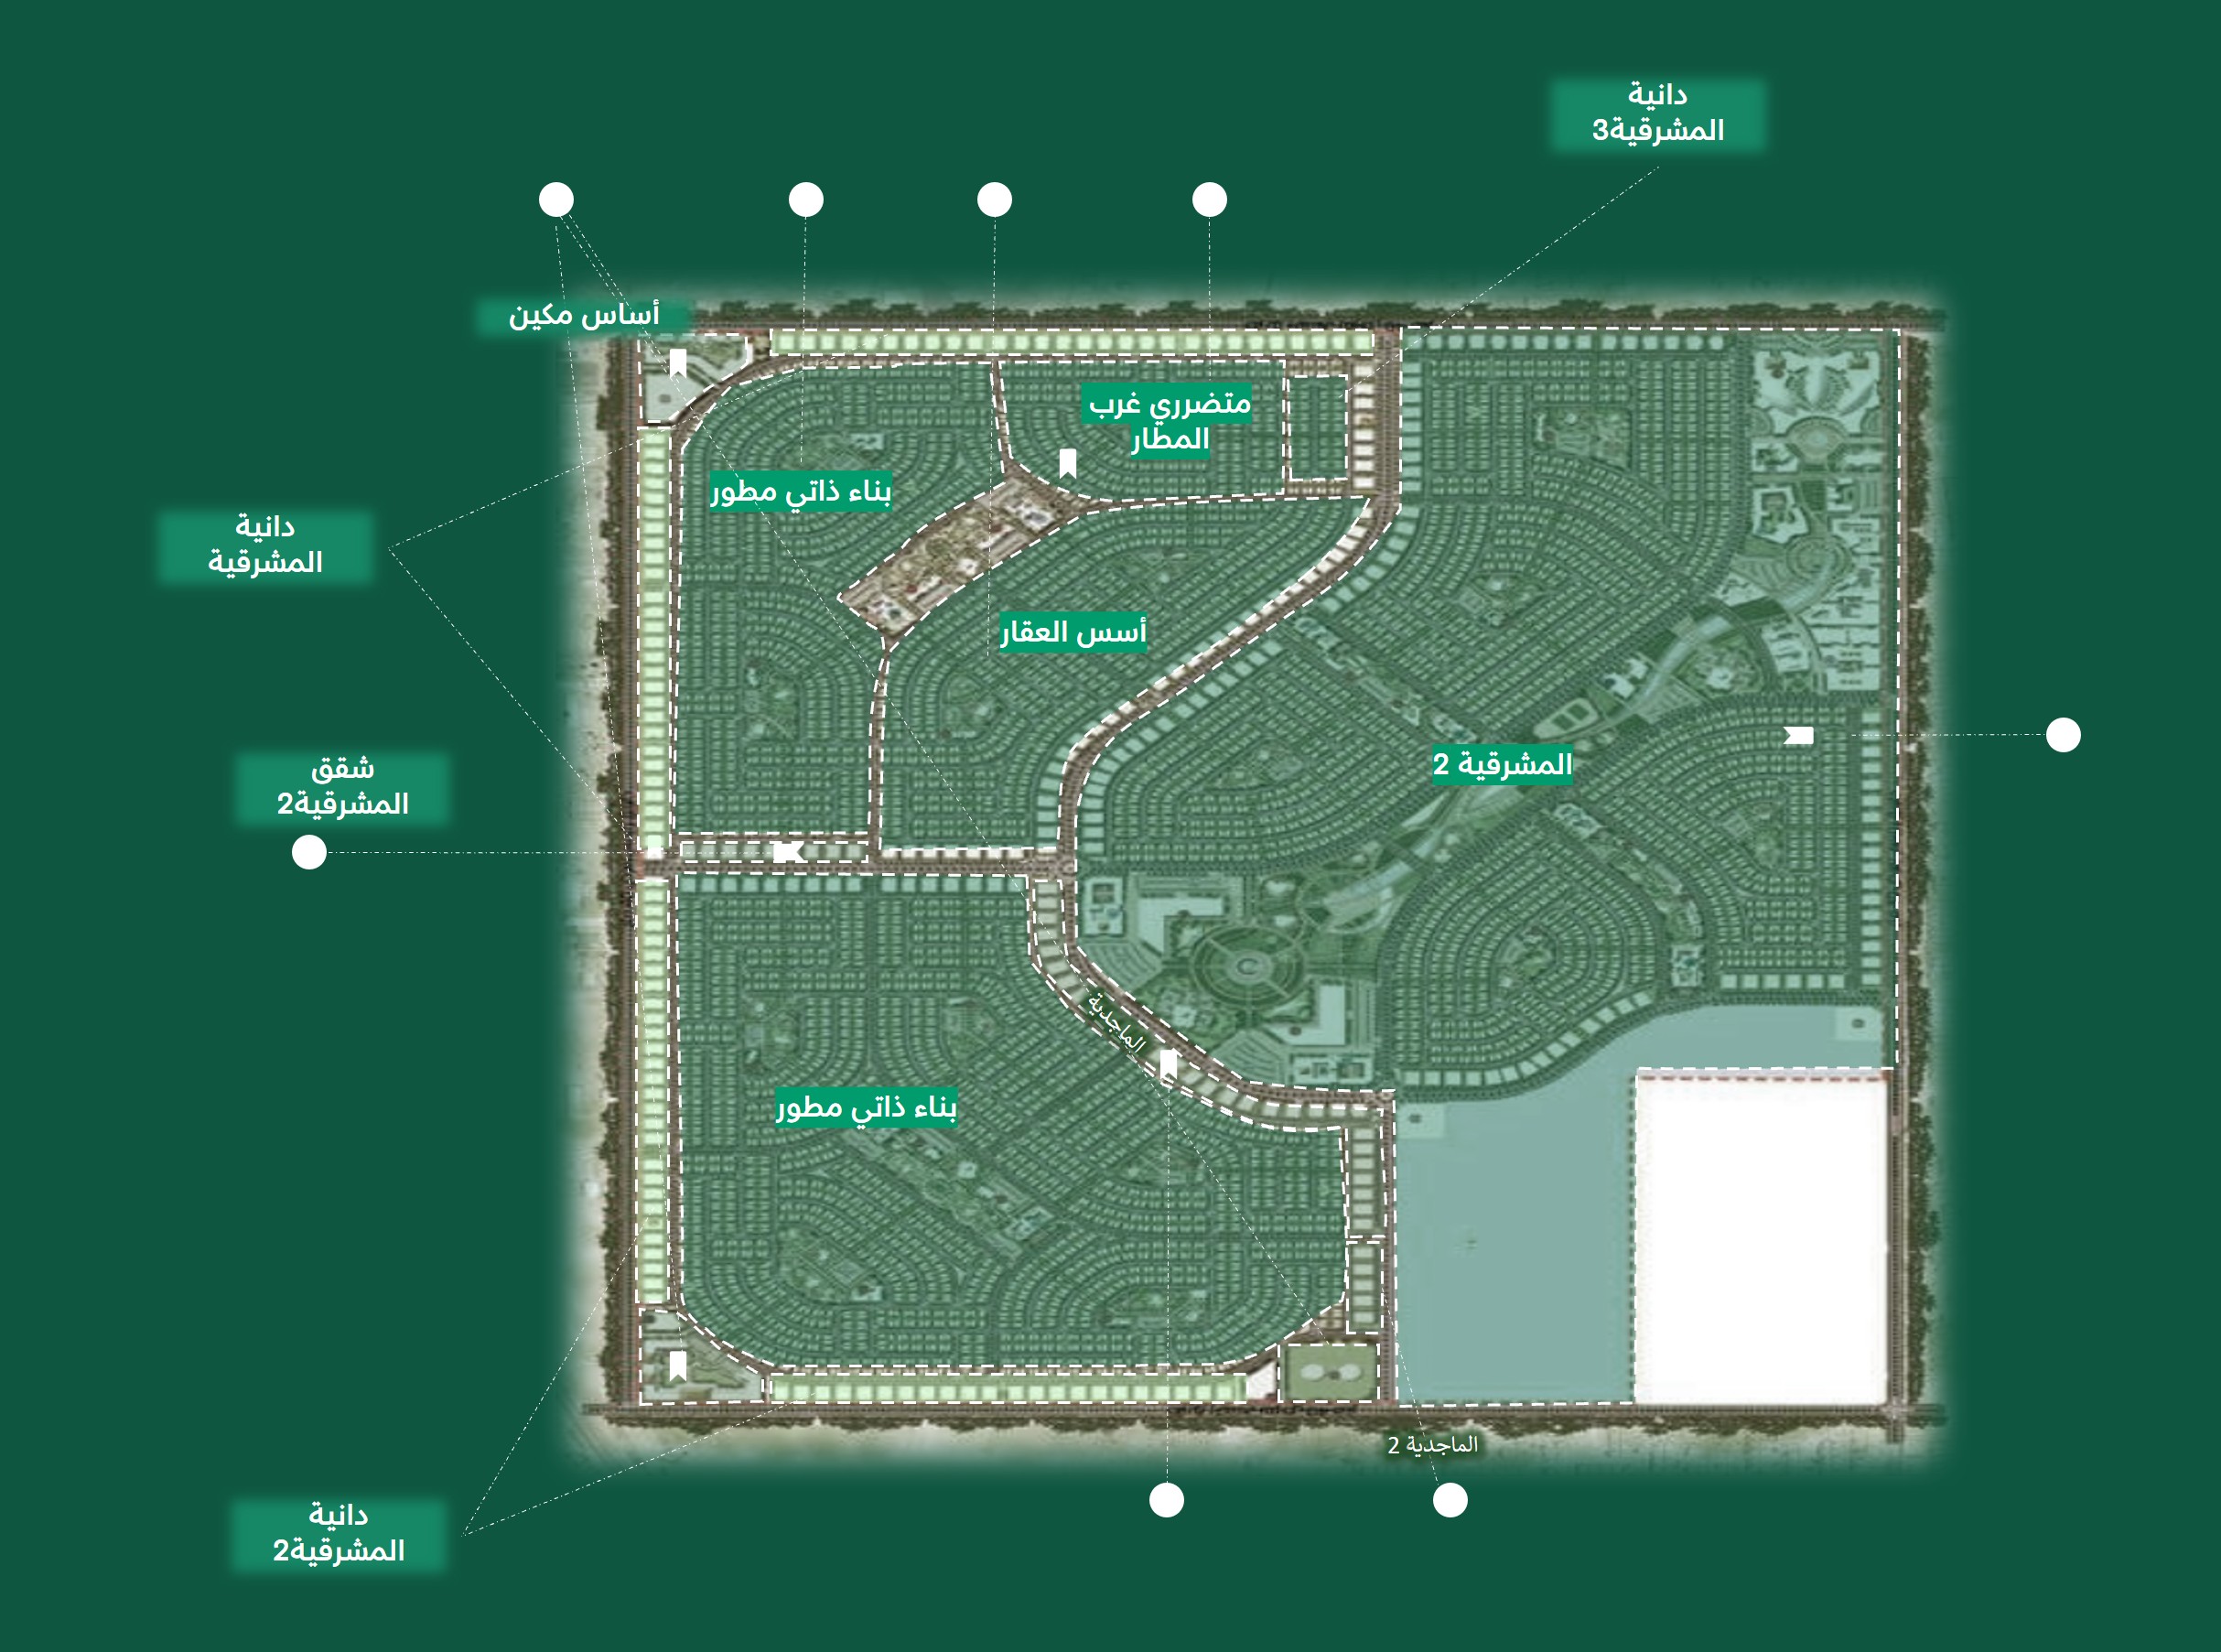 دانية
المشرقية3
أساس مكين
متضرري غرب
المطار
بناء ذاتي مطور
دانية
المشرقية
أسس العقار
المشرقية 2
شقق
المشرقية2
الماجدية
بناء ذاتي مطور
الماجدية 2
دانية
المشرقية2